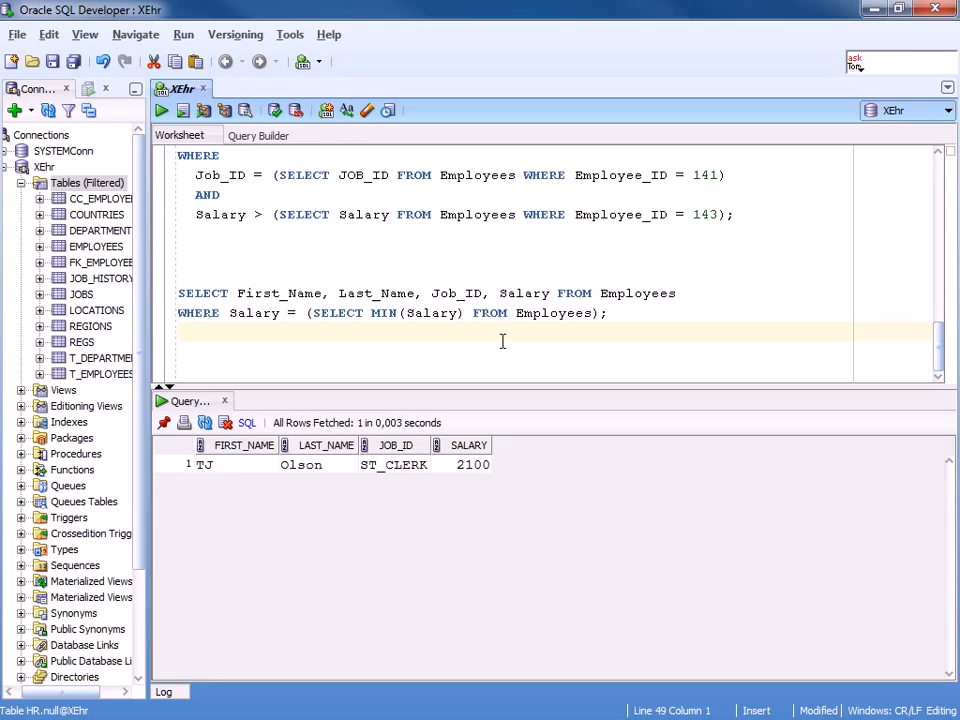 Oracle SQL Developer : XEhr
File Edit View Navigate Run Versioning Tools Help
ask
Tom
Conn...
XEhr
XEhr
Worksheet Query Builder
Connections
SYSTEMConn
XEhr
Tables (Filtered)
CC_EMPLOYE
COUNTRIES
DEPARTMENT
EMPLOYEES
FK_EMPLOYEE
JOB_HISTORY
JOBS
LOCATIONS
REGIONS
REGS
T_DEPARTME
T_EMPLOYEES
Views
Editioning Views
Indexes
Packages
Procedures
Functions
Queues
Queues Tables
Triggers
Crossedition Trigg
Types
Sequences
Materialized Views
Materialized Views
Synonyms
Public Synonyms
Database Links
Public Database Li
Directories
WHERE
Job_ID = (SELECT JOB_ID FROM Employees WHERE Employee_ID = 141)
AND
Salary > (SELECT Salary FROM Employees WHERE Employee_ID = 143);
SELECT First_Name, Last_Name, Job_ID, Salary FROM Employees
WHERE Salary = (SELECT MIN(Salary) FROM Employees);
Query...
SQL All Rows Fetched: 1 in 0,003 seconds
FIRST_NAME LAST_NAME JOB_ID SALARY
1 TJ Olson ST_CLERK 2100
Log
Table HR.null@XEhr Line 49 Column 1 Insert Modified Windows: CR/LF Editing